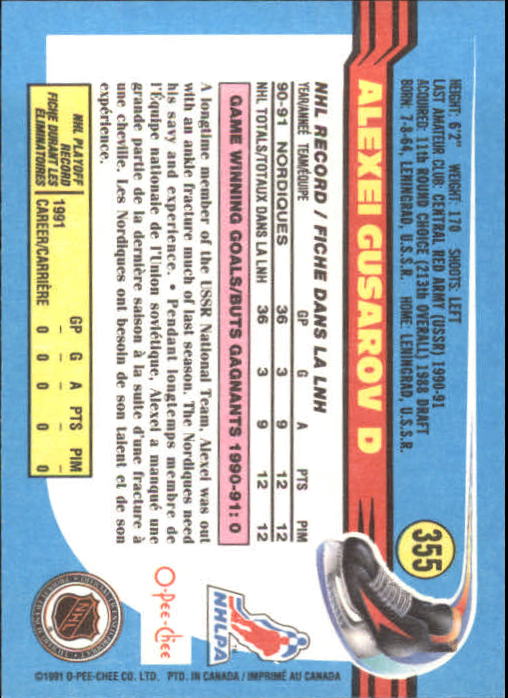 355
ALEXEI GUSAROV D
HEIGHT: 6'2" WEIGHT: 170 SHOOTS: LEFT
LAST AMATEUR CLUB: CENTRAL RED ARMY (USSR) 1990-91
ACQUIRED: 11th ROUND CHOICE (213th OVERALL) 1988 DRAFT
BORN: 7-8-64, LENINGRAD, U.S.S.R. HOME: LENINGRAD, U.S.S.R.
NHL RECORD / FICHE DANS LA LNH
YEAR/ANNÉE TEAM/ÉQUIPE GP G A PTS PIM
90-91 NORDIQUES 36 3 9 12 12
NHL TOTALS/TOTAUX DANS LA LNH 36 3 9 12 12
GAME WINNING GOALS/BUTS GAGNANTS 1990-91: 0
A longtime member of the USSR National Team, Alexei was out
with an ankle fracture much of last season. The Nordiques need
his savy and experience. • Pendant longtemps membre de
l'Équipe nationale de l'Union soviétique, Alexei a manqué une
grande partie de la dernière saison à la suite d'une fracture à
une cheville. Les Nordiques ont besoin de son talent et de son
expérience.
NHL PLAYOFF
RECORD
FICHE DURANT LES
ÉLIMINATOIRES
GP G A PTS PIM
1991 – – – – –
CAREER/CARRIÈRE 0 0 0 0 0
NHLPA
O-Pee-Chee
NHL
©1991 O-PEE-CHEE CO. LTD. PTD. IN CANADA / IMPRIMÉ AU CANADA